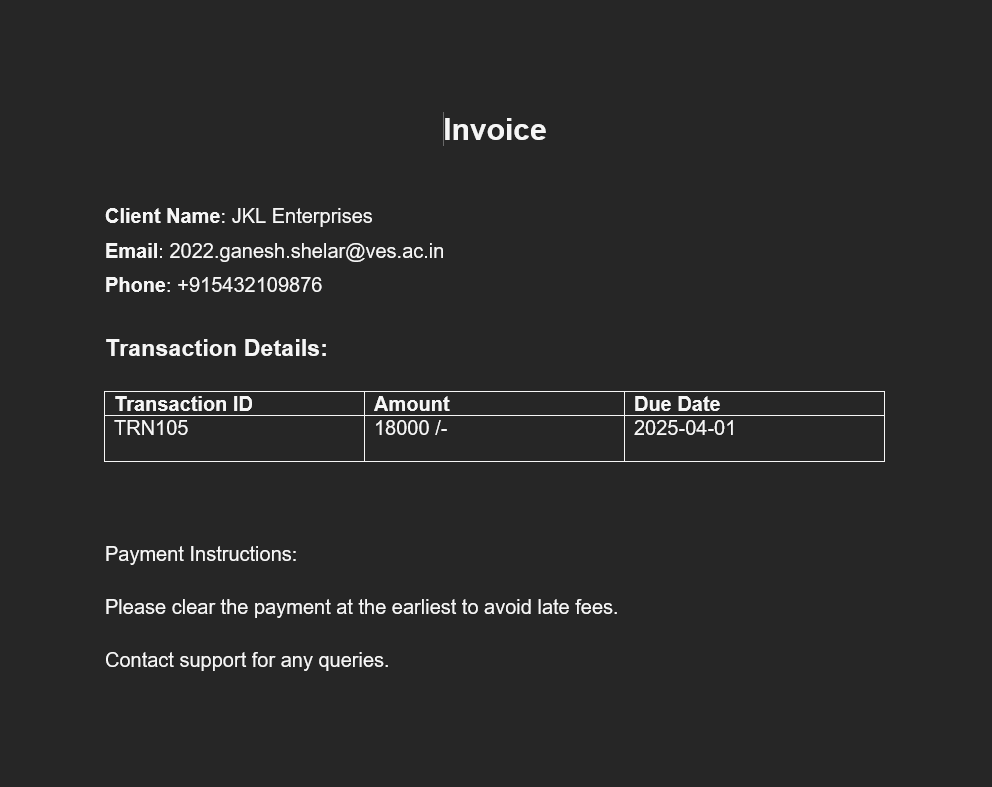 Invoice
Client Name: JKL Enterprises
Email: 2022.ganesh.shelar@ves.ac.in
Phone: +915432109876
Transaction Details:
Transaction ID Amount Due Date
TRN105 18000 /- 2025-04-01
Payment Instructions:
Please clear the payment at the earliest to avoid late fees.
Contact support for any queries.